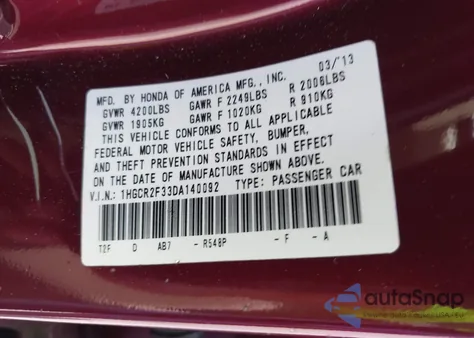 MFD. BY HONDA OF AMERICA MFG., INC. 03/13
GVWR 4200LBS GAWR F 2249LBS R 2006LBS
GVWR 1905KG GAWR F 1020KG R 910KG
THIS VEHICLE CONFORMS TO ALL APPLICABLE
FEDERAL MOTOR VEHICLE SAFETY, BUMPER,
AND THEFT PREVENTION STANDARDS IN EFFECT
ON THE DATE OF MANUFACTURE SHOWN ABOVE.
V.I.N.: 1HGCR2F33DA140092 TYPE: PASSENGER CAR
T2F D AB7 - R548P - F - A
autaSnap